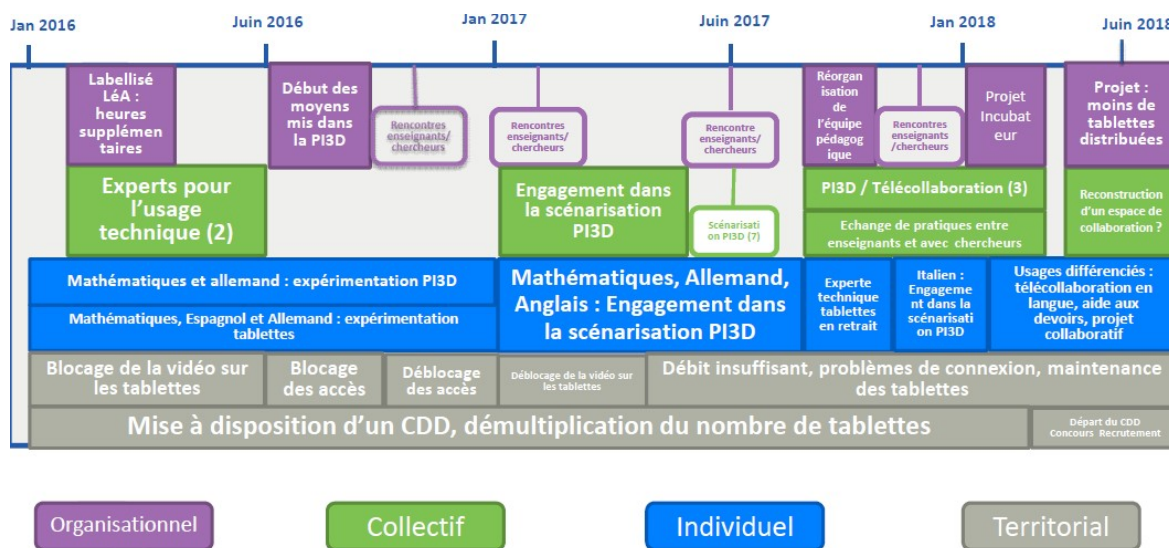 Jan 2016
Juin 2016
Jan 2017
Juin 2017
Jan 2018
Juin 2018
Labellisé
LéA :
heures
supplémen
taires
Début des
moyens
mis dans
la PI3D
Rencontres
enseignants/
chercheurs
Rencontres
enseignants/
chercheurs
Rencontre
enseignants/
chercheurs
Réorgan
isation
de
l'équipe
pédagog
ique
Rencontres
enseignants
/chercheurs
Projet
Incubat
eur
Projet :
moins de
tablettes
distribuées
Experts pour
l'usage
technique (2)
Engagement dans
la scénarisation
PI3D
Scénarisati
on PI3D (7)
PI3D / Télécollaboration (3)
Echange de pratiques entre
enseignants et avec chercheurs
Reconstruction
d'un espace de
collaboration ?
Mathématiques et allemand : expérimentation PI3D
Mathématiques, Espagnol et Allemand : expérimentation
tablettes
Mathématiques, Allemand,
Anglais : Engagement dans
la scénarisation PI3D
Experte
technique
tablettes
en retrait
Italien :
Engageme
nt dans la
scénarisati
on PI3D
Usages différenciés :
télécollaboration en
langue, aide aux
devoirs, projet
collaboratif
Blocage de la vidéo sur
les tablettes
Blocage
des accès
Déblocage
des accès
Déblocage de la vidéo sur
les tablettes
Débit insuffisant, problèmes de connexion, maintenance
des tablettes
Mise à disposition d'un CDD, démultiplication du nombre de tablettes
Départ du CDD
Concours Recrutement
Organisationnel
Collectif
Individuel
Territorial